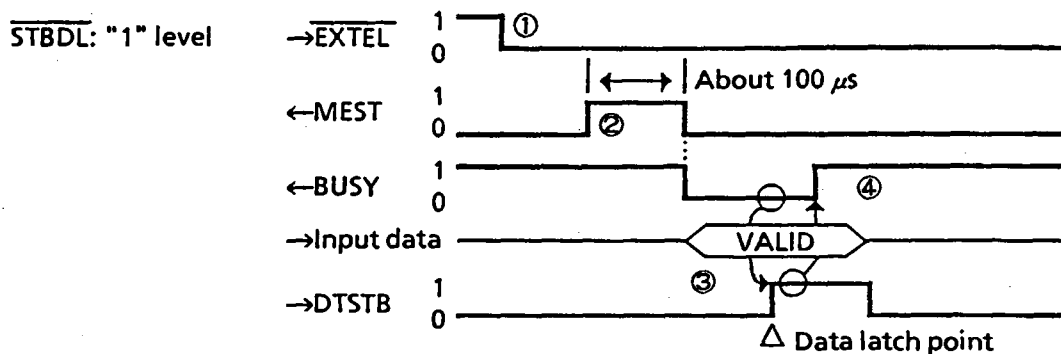 STBDL: "1" level →EXTEL 1 0 ①
About 100 μs
←MEST 1 0 ②
←BUSY 1 0 ④
→Input data VALID
→DTSTB 1 0 ③
△ Data latch point